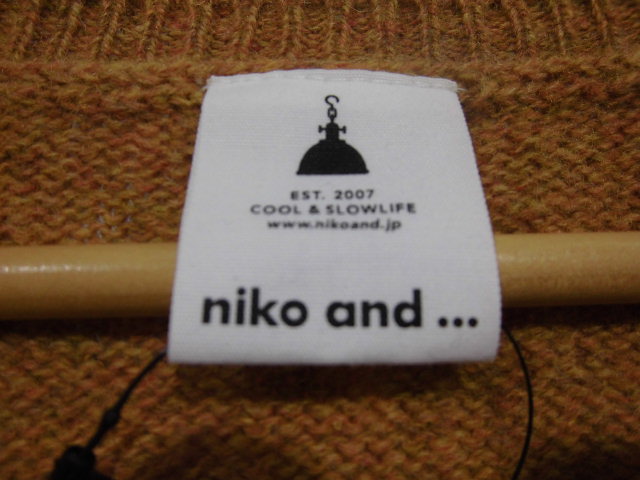 EST. 2007
COOL & SLOWLIFE
www.nikoand.jp
niko and ...